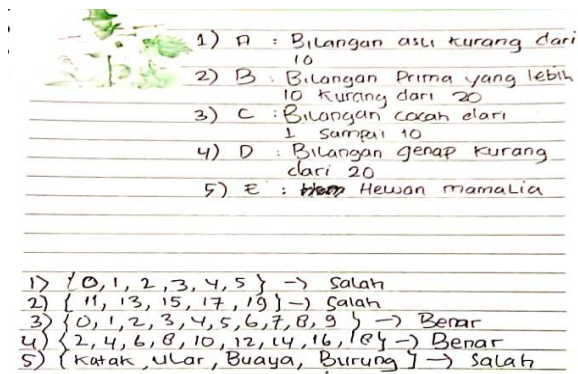 1) A : Bilangan asli kurang dari
10
2) B : Bilangan Prima yang lebih
10 kurang dari 20
3) C : Bilangan cacah dari
1 sampai 10
4) D : Bilangan genap kurang
dari 20
5) E : Hewan mamalia
1) {0, 1, 2, 3, 4, 5} -> Salah
2) {11, 13, 15, 17, 19} -> Salah
3) {0, 1, 2, 3, 4, 5, 6, 7, 8, 9 } -> Benar
4) {2, 4, 6, 8, 10, 12, 14, 16, 18} -> Benar
5) {Katak, ular, Buaya, Burung} -> Salah